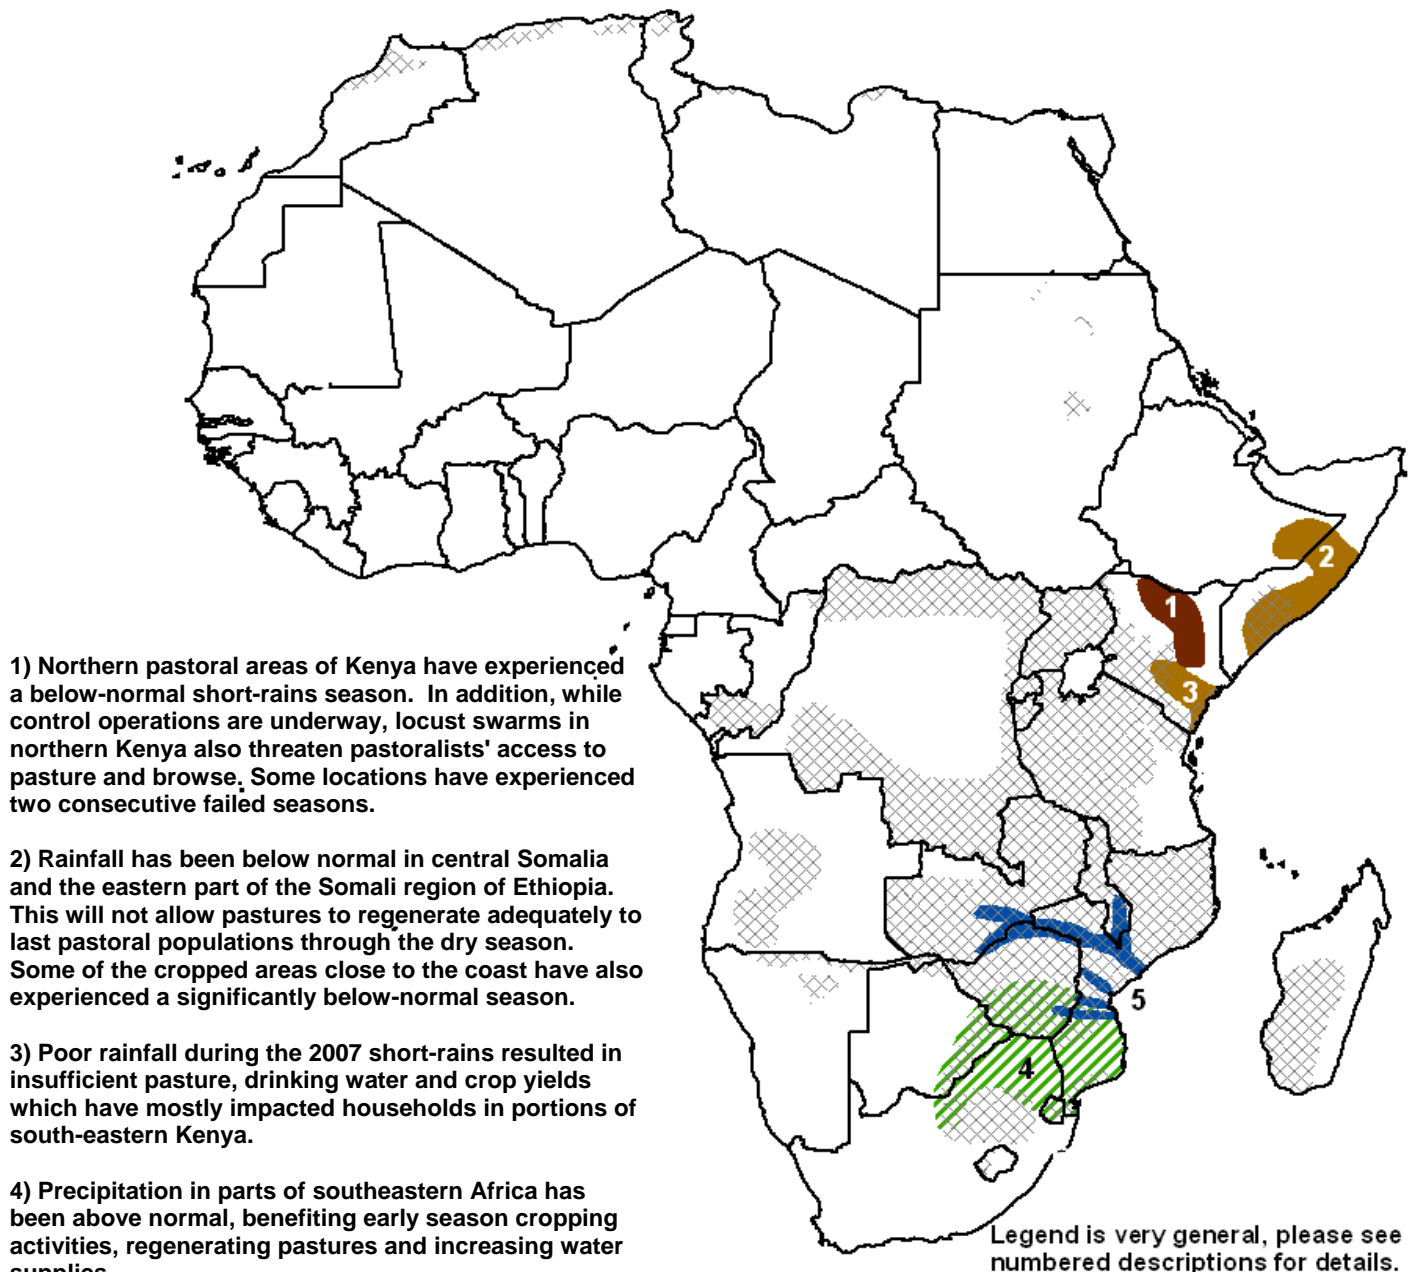 1) Northern pastoral areas of Kenya have experienced
a below-normal short-rains season.  In addition, while
control operations are underway, locust swarms in
northern Kenya also threaten pastoralists' access to
pasture and browse. Some locations have experienced
two consecutive failed seasons.
2) Rainfall has been below normal in central Somalia
and the eastern part of the Somali region of Ethiopia.
This will not allow pastures to regenerate adequately to
last pastoral populations through the dry season.
Some of the cropped areas close to the coast have also
experienced a significantly below-normal season.
3) Poor rainfall during the 2007 short-rains resulted in
insufficient pasture, drinking water and crop yields
which have mostly impacted households in portions of
south-eastern Kenya.
4) Precipitation in parts of southeastern Africa has
been above normal, benefiting early season cropping
activities, regenerating pastures and increasing water
supplies.
2
1
3
5
4
Legend is very general, please see
numbered descriptions for details.